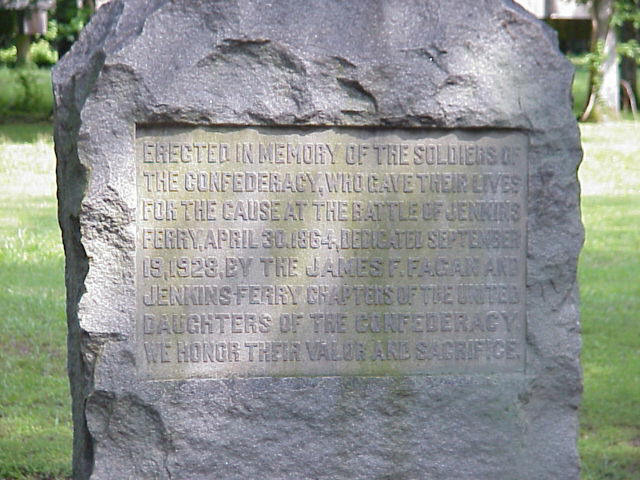 ERECTED IN MEMORY OF THE SOLDIERS OF
THE CONFEDERACY, WHO GAVE THEIR LIVES
FOR THE CAUSE AT THE BATTLE OF JENKINS
FERRY, APRIL 30, 1864, DEDICATED SEPTEMBER
19, 1928, BY THE JAMES F. FAGAN AND
JENKINS FERRY CHAPTERS OF THE UNITED
DAUGHTERS OF THE CONFEDERACY.
WE HONOR THEIR VALOR AND SACRIFICE.